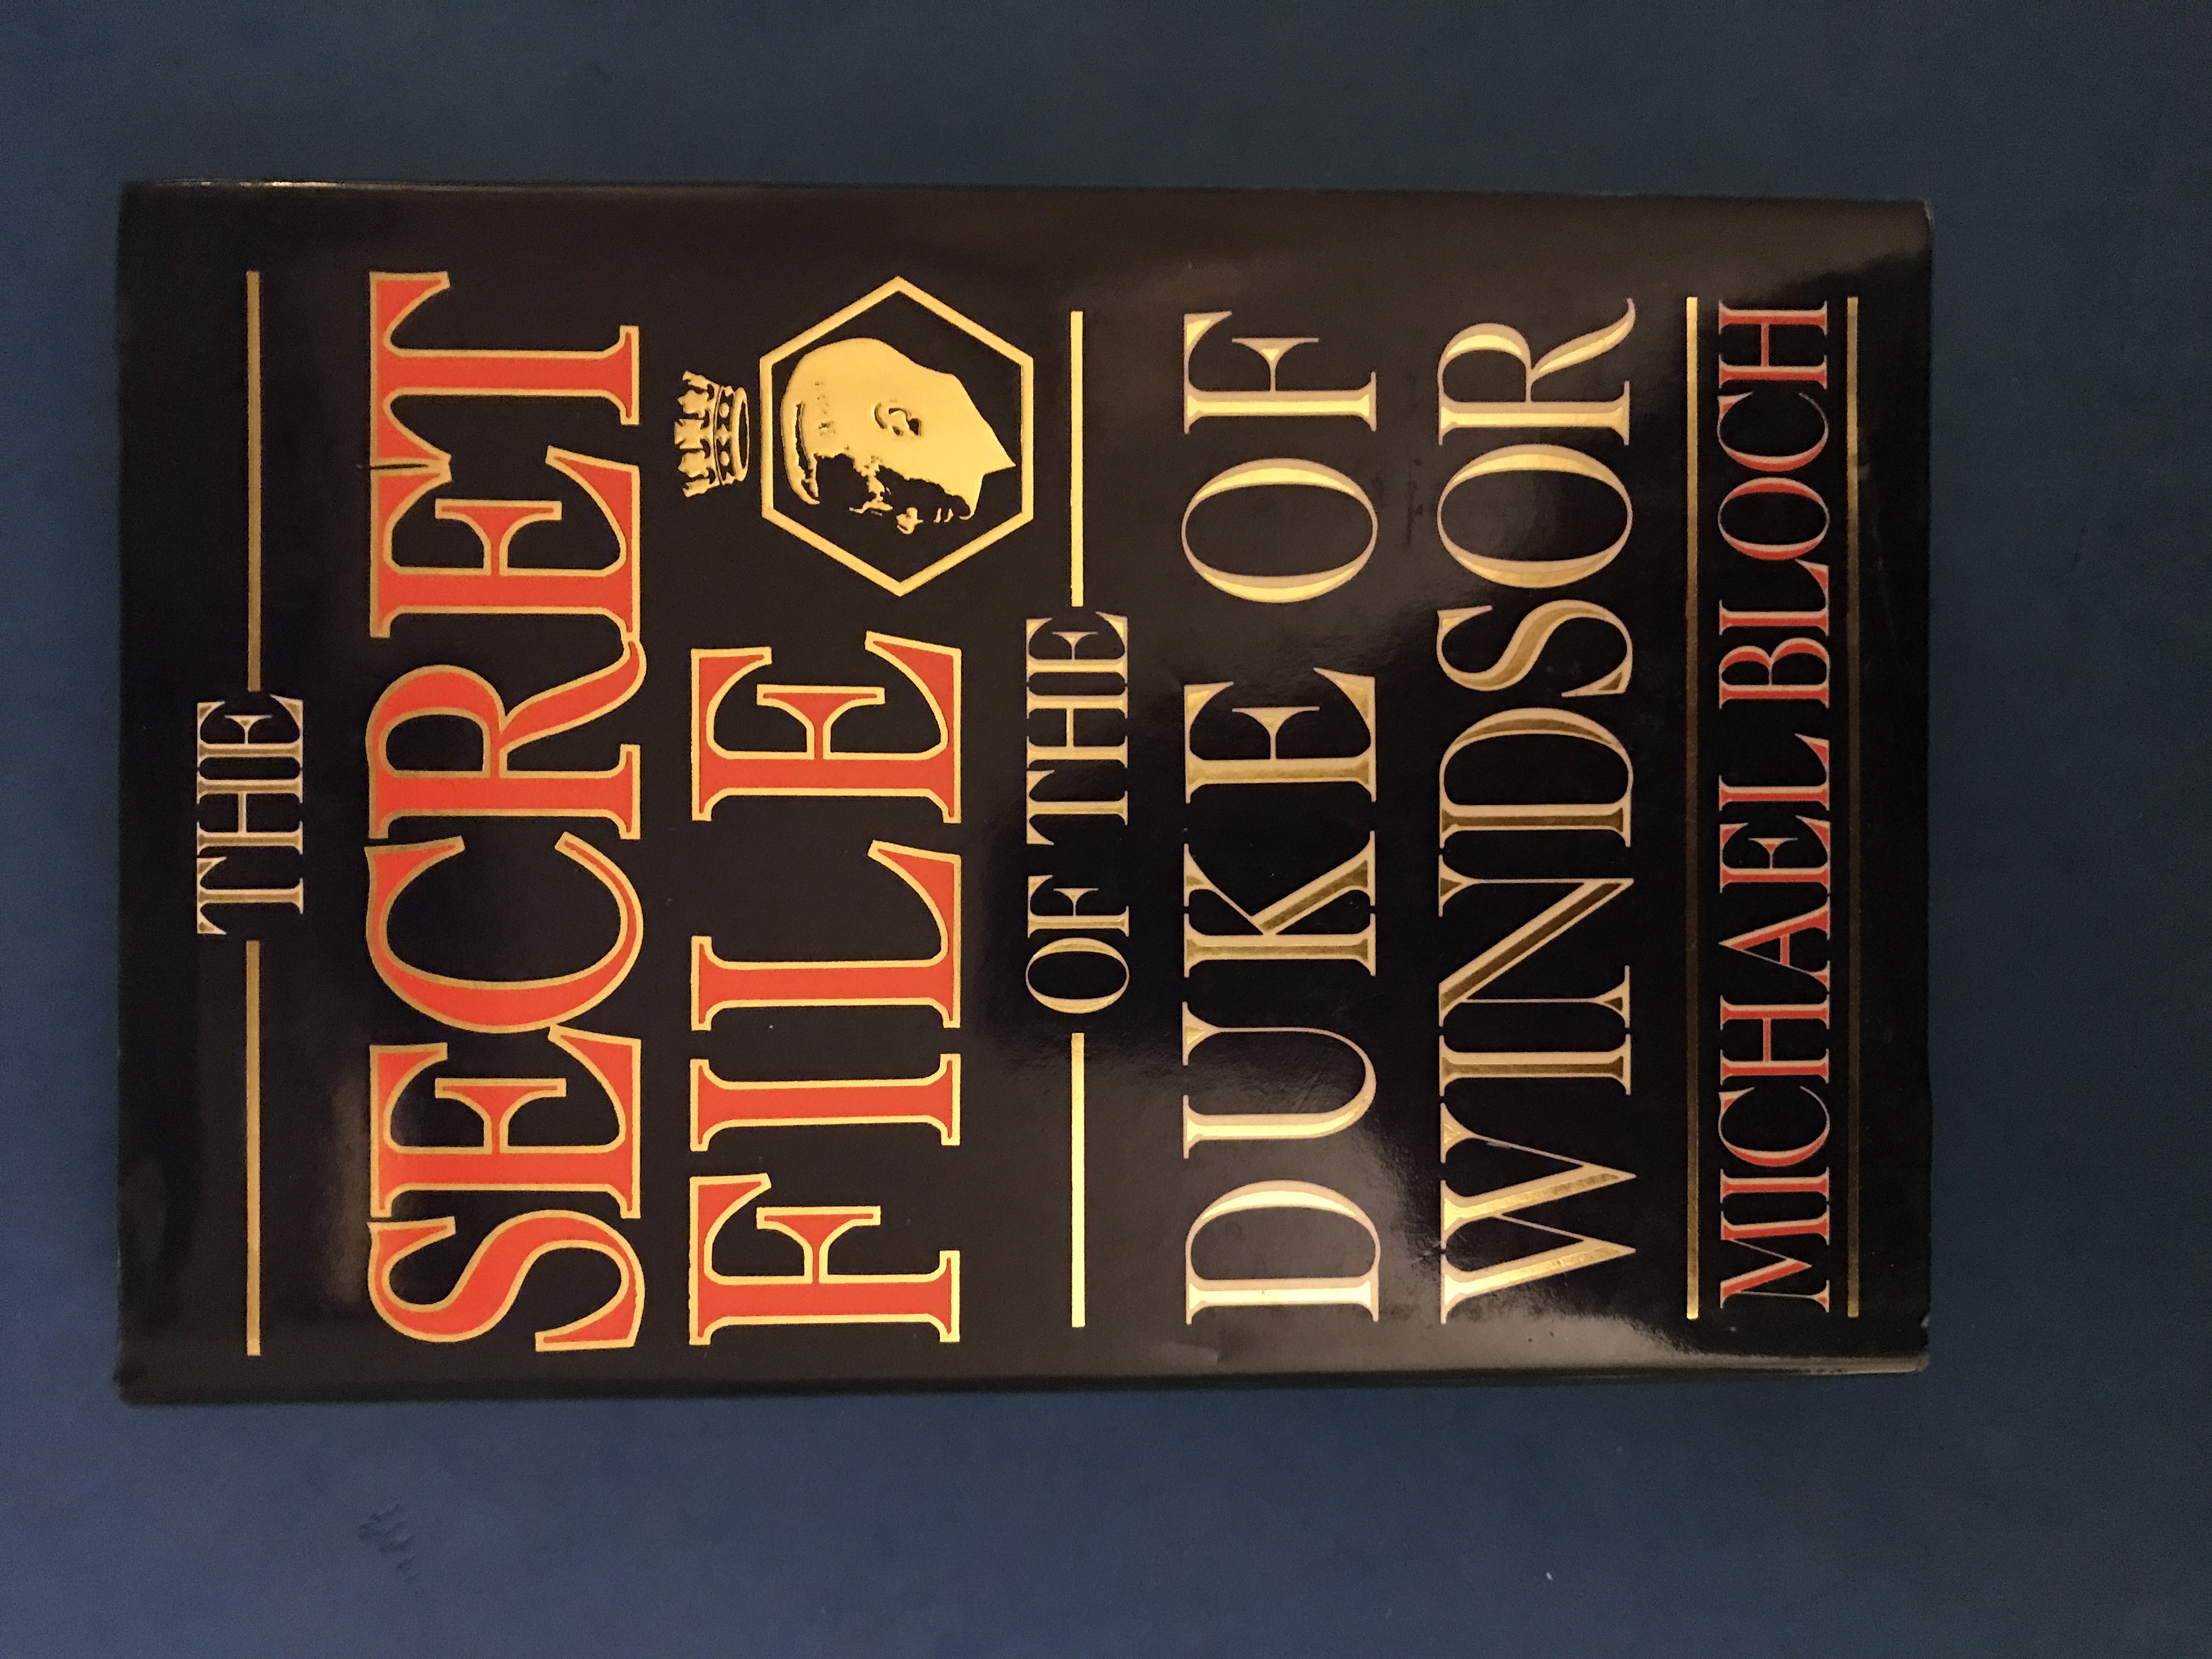 THE
SECRET
FILE
OF THE
DUKE OF
WINDSOR
MICHAEL BLOCH